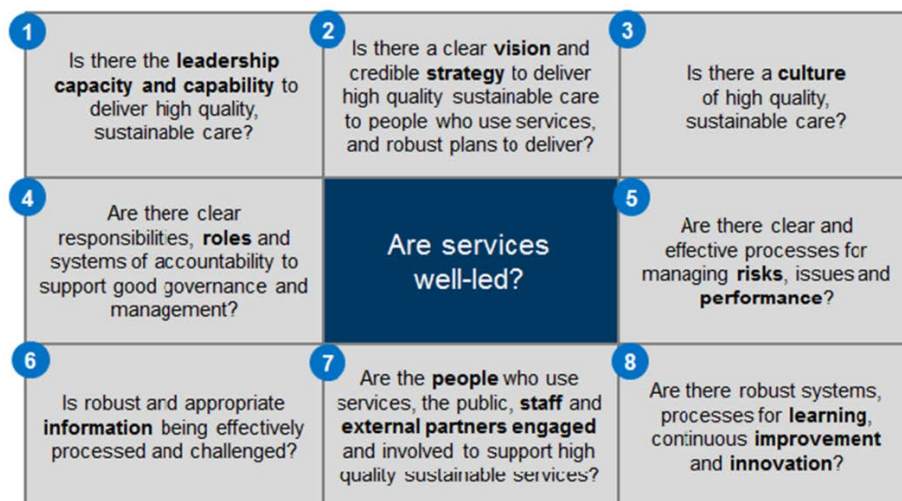 1
Is there the leadership
capacity and capability to
deliver high quality,
sustainable care?
2
Is there a clear vision and
credible strategy to deliver
high quality sustainable care
to people who use services,
and robust plans to deliver?
3
Is there a culture
of high quality,
sustainable care?
4
Are there clear
responsibilities, roles and
systems of accountability to
support good governance and
management?
Are services
well-led?
5
Are there clear and
effective processes for
managing risks, issues and
performance?
6
Is robust and appropriate
information being effectively
processed and challenged?
7
Are the people who use
services, the public, staff and
external partners engaged
and involved to support high
quality sustainable services?
8
Are there robust systems,
processes for learning,
continuous improvement
and innovation?